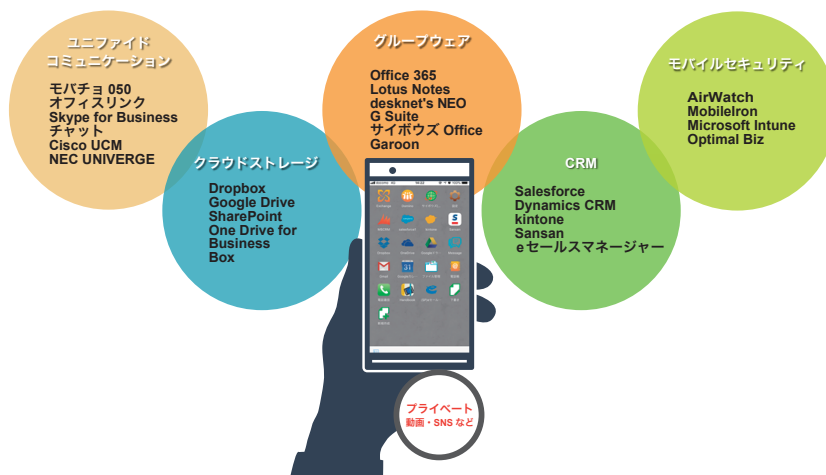 ユニファイド
コミュニケーション
モバチョ 050
オフィスリンク
Skype for Business
チャット
Cisco UCM
NEC UNIVERGE
クラウドストレージ
Dropbox
Google Drive
SharePoint
One Drive for
Business
Box
グループウェア
Office 365
Lotus Notes
desknet's NEO
G Suite
サイボウズ Office
Garoon
CRM
Salesforce
Dynamics CRM
kintone
Sansan
eセールスマネージャー
モバイルセキュリティ
AirWatch
MobileIron
Microsoft Intune
Optimal Biz
プライベート
動画・SNS など